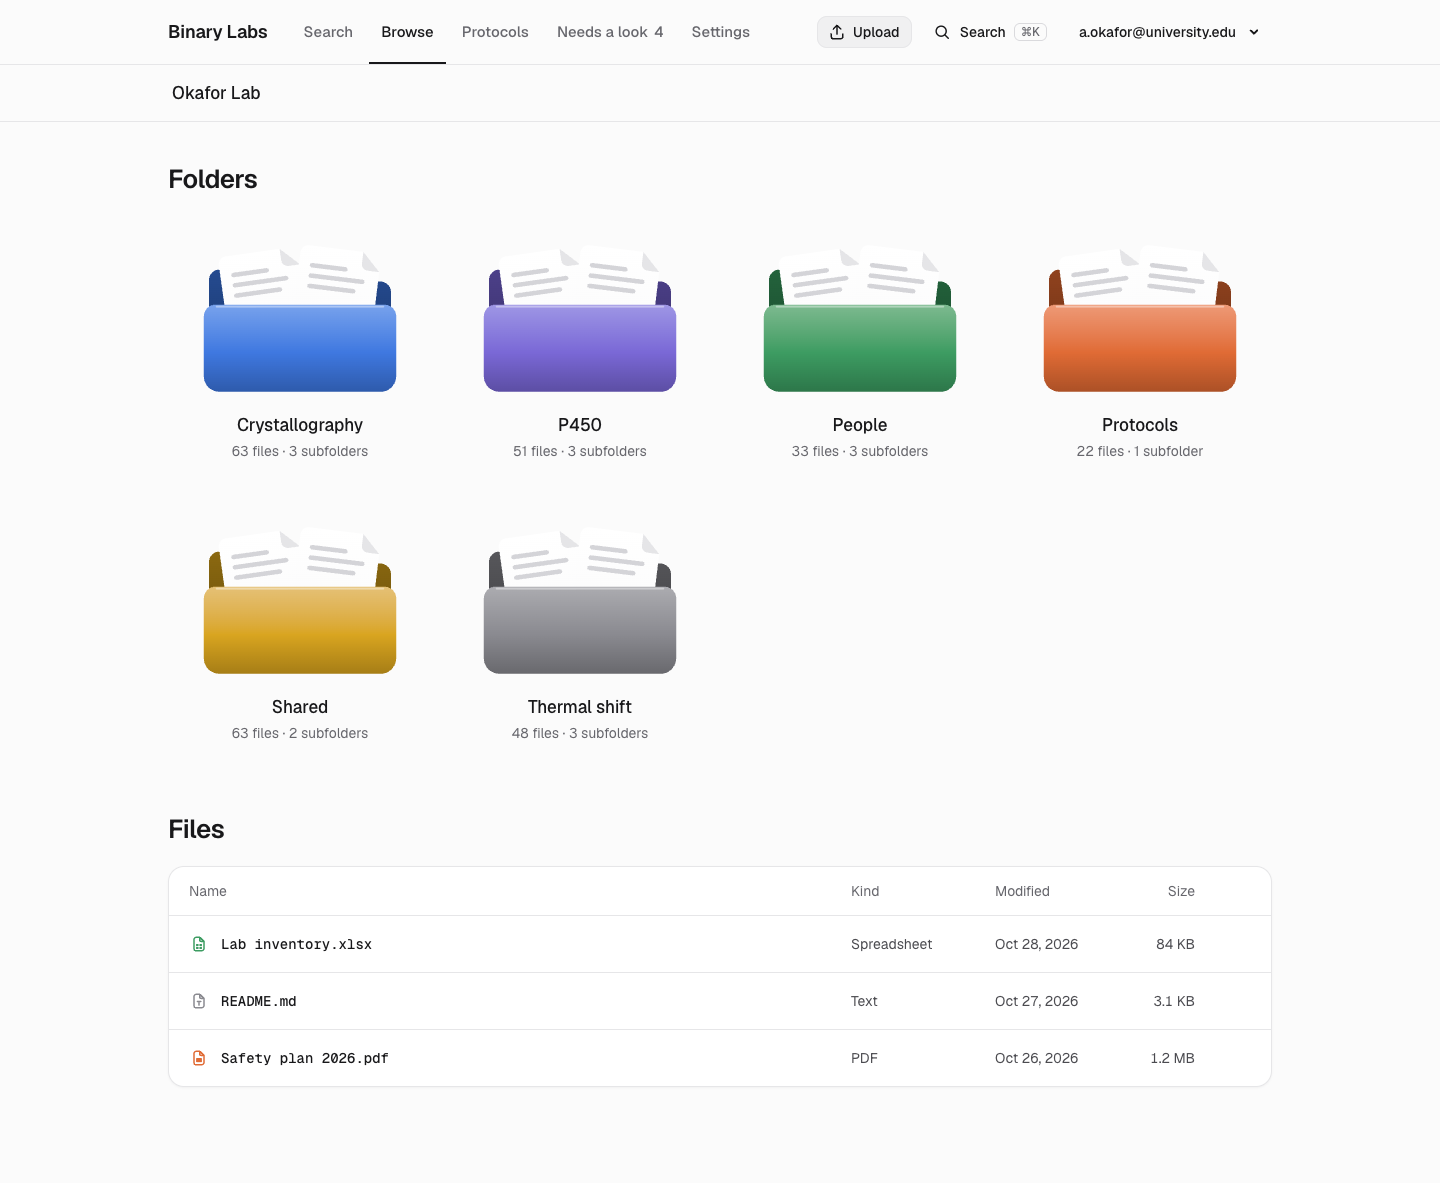 Binary Labs Search Browse Protocols Needs a look 4 Settings Upload Search ⌘K a.okafor@university.edu
Okafor Lab
Folders
Crystallography P450 People Protocols
63 files · 3 subfolders 51 files · 3 subfolders 33 files · 3 subfolders 22 files · 1 subfolder
Shared Thermal shift
63 files · 2 subfolders 48 files · 3 subfolders
Files
Name Kind Modified Size
Lab inventory.xlsx Spreadsheet Oct 28, 2026 84 KB
README.md Text Oct 27, 2026 3.1 KB
Safety plan 2026.pdf PDF Oct 26, 2026 1.2 MB